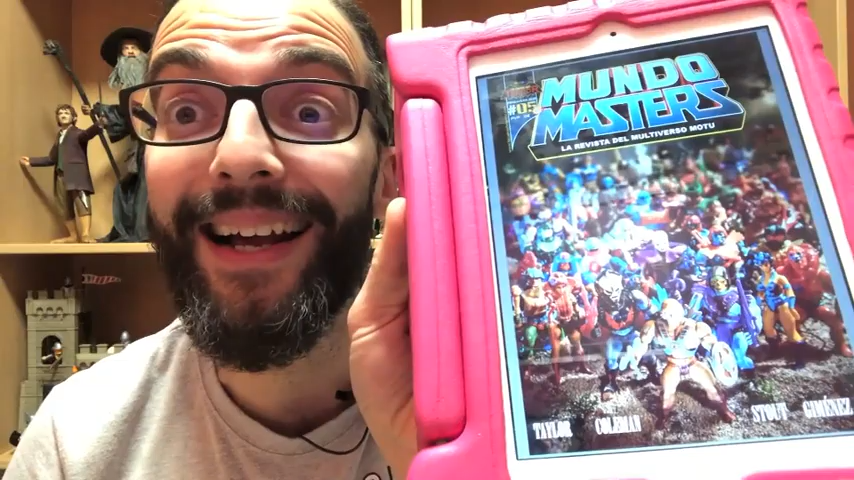 MUNDO
#05
MASTERS
LA REVISTA DEL MULTIVERSO MOTU
TAYLOR COLEMAN STOUT GIMÉNEZ